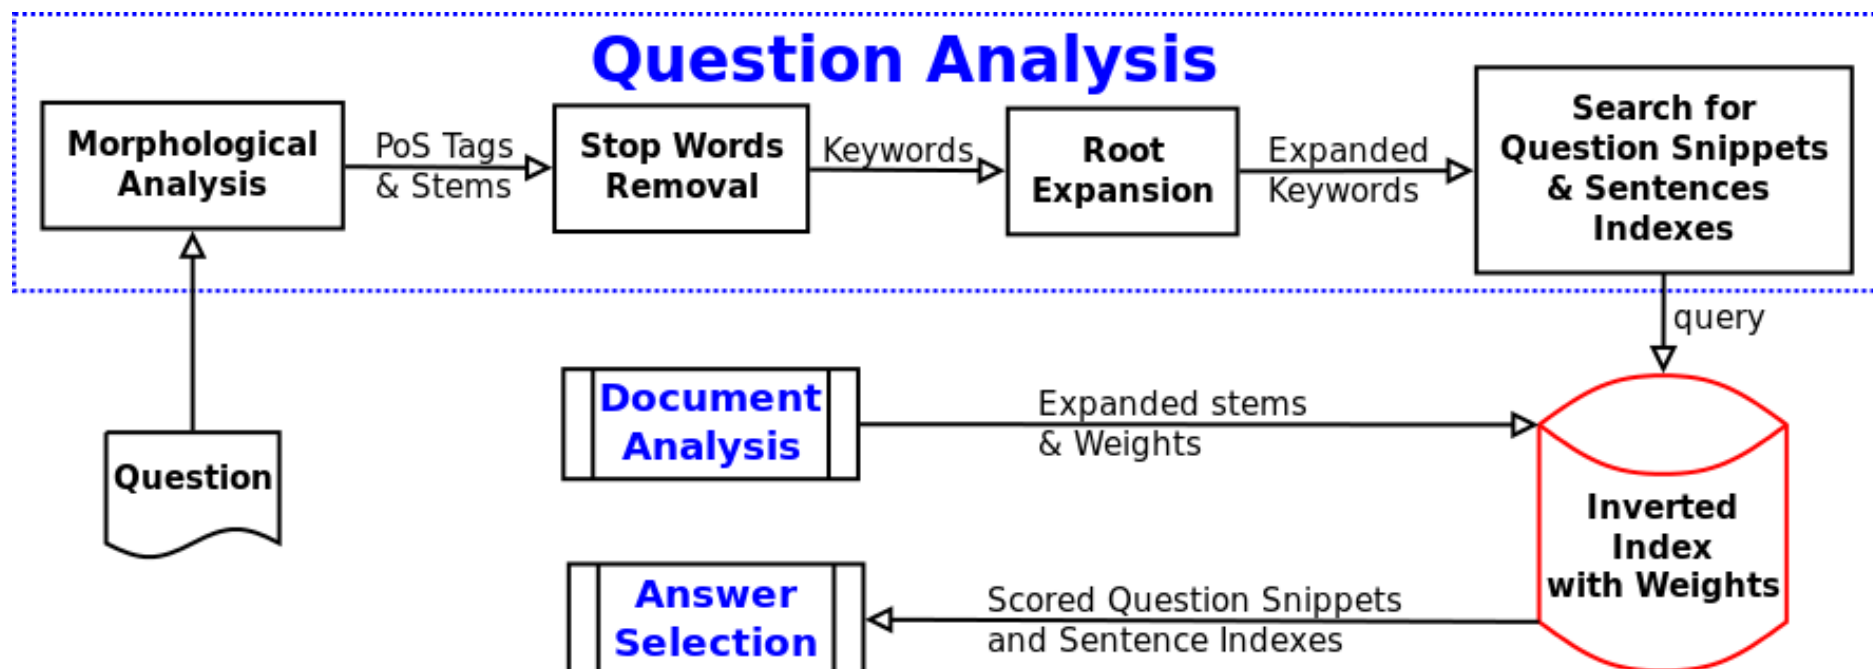 Question Analysis
Morphological
Analysis
PoS Tags
& Stems
Stop Words
Removal
Keywords
Root
Expansion
Expanded
Keywords
Search for
Question Snippets
& Sentences
Indexes
query
Question
Document
Analysis
Expanded stems
& Weights
Inverted
Index
with Weights
Answer
Selection
Scored Question Snippets
and Sentence Indexes